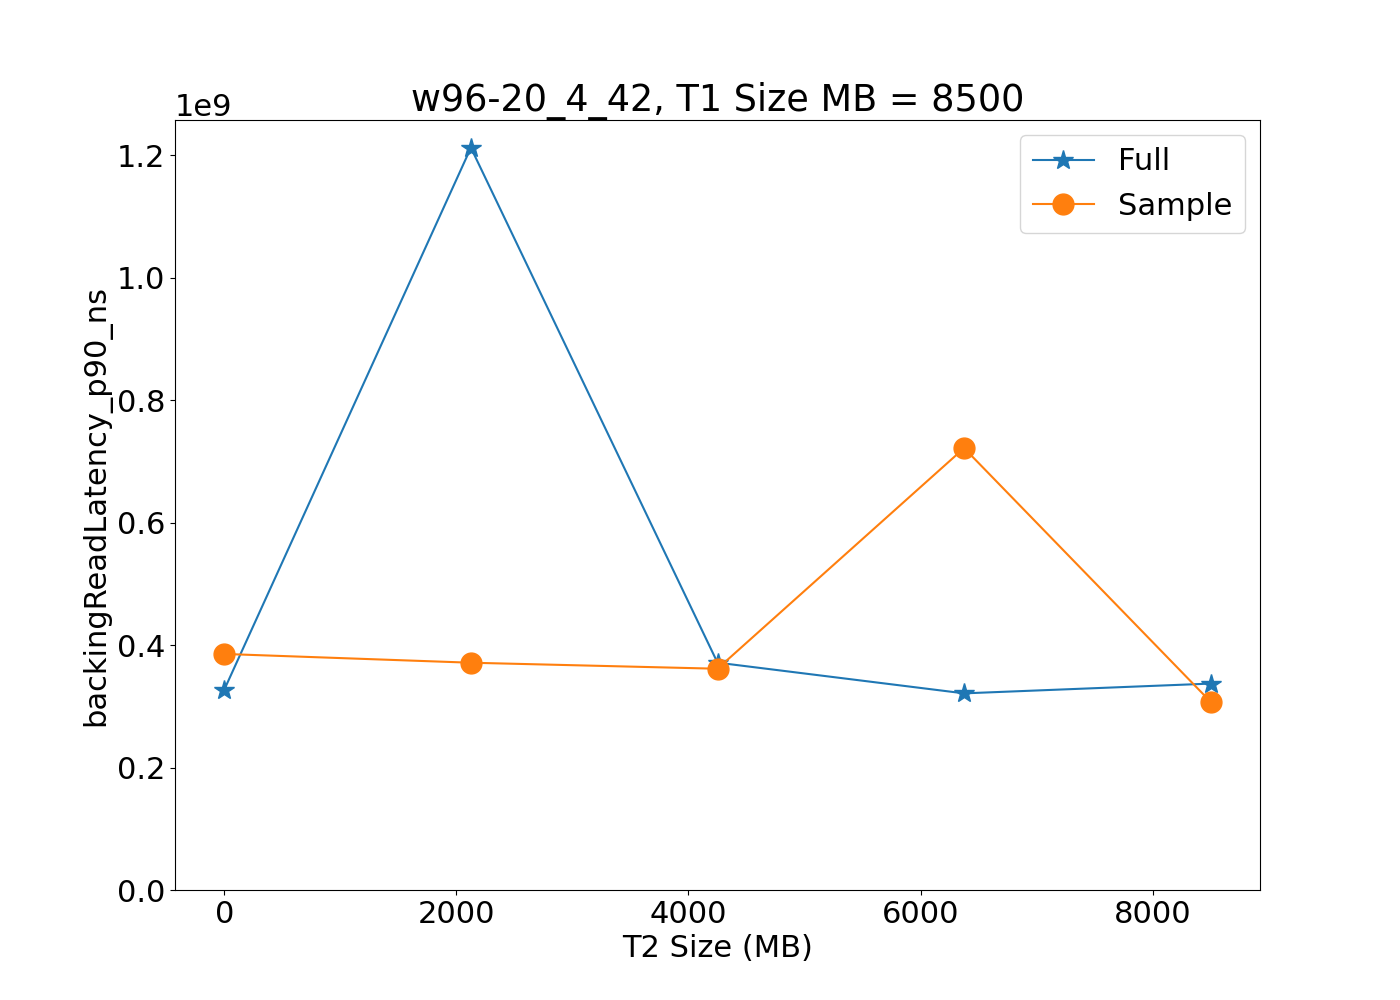 w96-20_4_42, T1 Size MB = 8500
1e9
1.2
1.0
0.8
0.6
0.4
0.2
0.0
backingReadLatency_p90_ns
Full
Sample
0 2000 4000 6000 8000
T2 Size (MB)